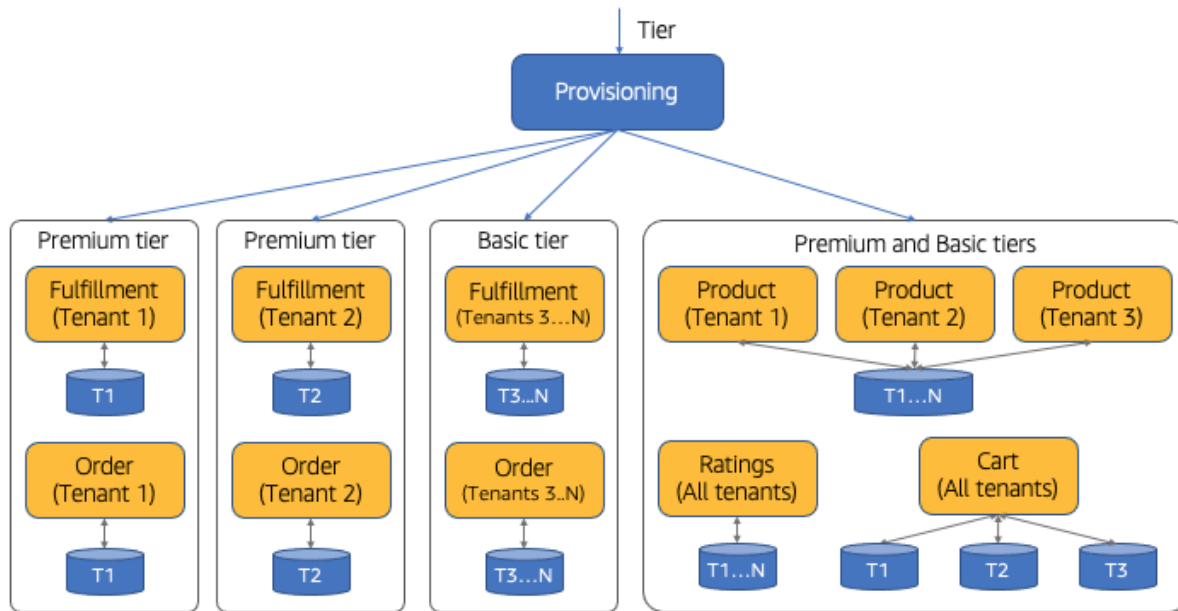 Tier
Provisioning
Premium tier
Fulfillment
(Tenant 1)
T1
Order
(Tenant 1)
T1
Premium tier
Fulfillment
(Tenant 2)
T2
Order
(Tenant 2)
T2
Basic tier
Fulfillment
(Tenants 3...N)
T3...N
Order
(Tenants 3..N)
T3...N
Premium and Basic tiers
Product
(Tenant 1)
Product
(Tenant 2)
Product
(Tenant 3)
T1...N
Ratings
(All tenants)
T1...N
Cart
(All tenants)
T1
T2
T3